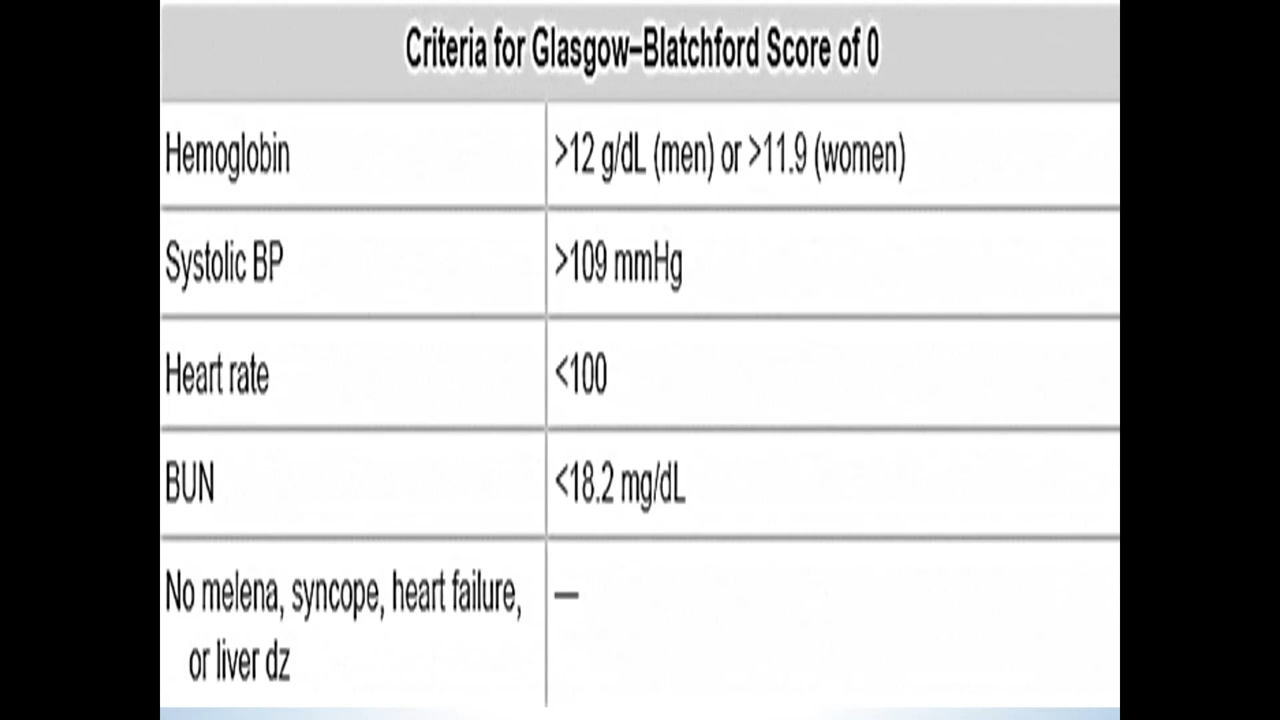 Criteria for Glasgow–Blatchford Score of 0
Hemoglobin >12 g/dL (men) or >11.9 (women)
Systolic BP >109 mmHg
Heart rate <100
BUN <18.2 mg/dL
No melena, syncope, heart failure, —
or liver dz